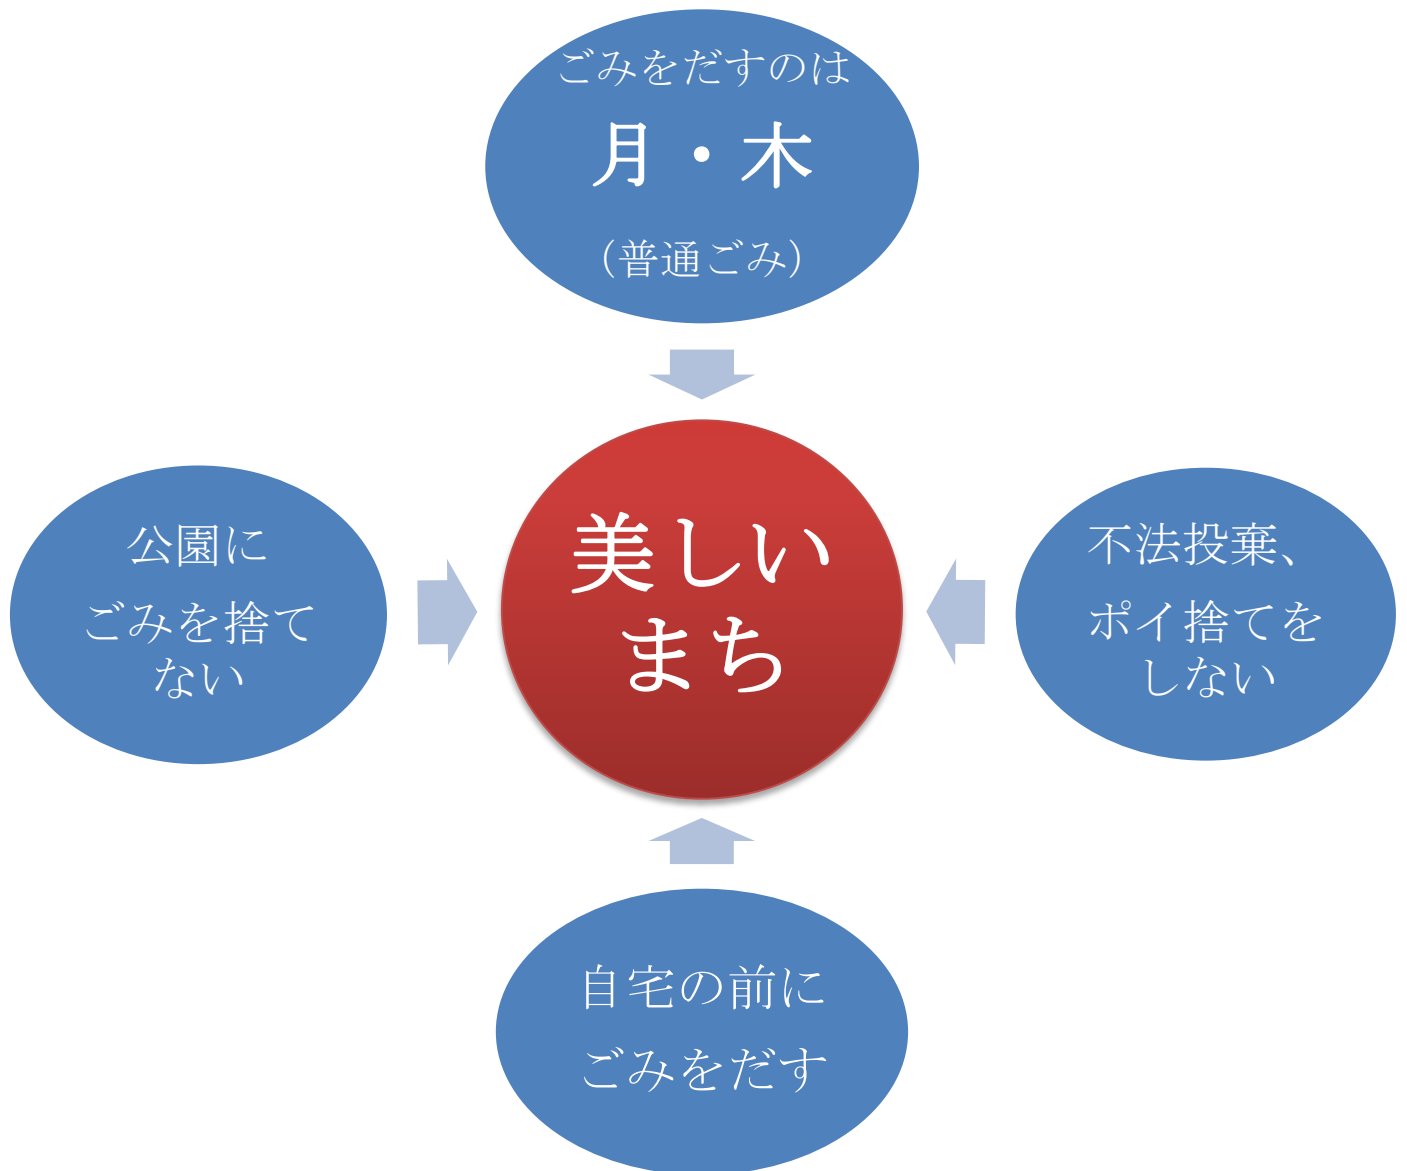 ごみをだすのは
月・木
（普通ごみ）
公園に
ごみを捨て
ない
美しい
まち
不法投棄、
ポイ捨てを
しない
自宅の前に
ごみをだす